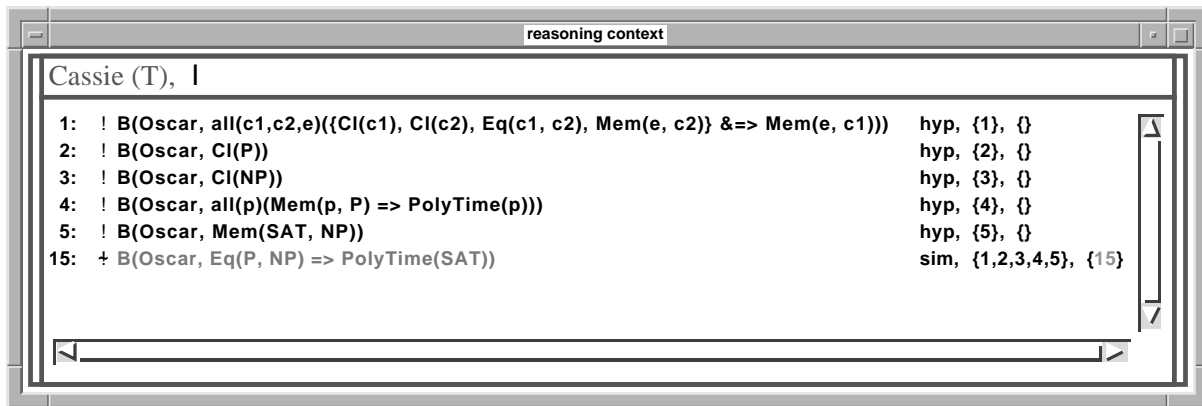 reasoning context
Cassie (T),
1: ! B(Oscar, all(c1,c2,e)({Cl(c1), Cl(c2), Eq(c1, c2), Mem(e, c2)} &=> Mem(e, c1))) hyp, {1}, {}
2: ! B(Oscar, Cl(P)) hyp, {2}, {}
3: ! B(Oscar, Cl(NP)) hyp, {3}, {}
4: ! B(Oscar, all(p)(Mem(p, P) => PolyTime(p))) hyp, {4}, {}
5: ! B(Oscar, Mem(SAT, NP)) hyp, {5}, {}
15: ∔ B(Oscar, Eq(P, NP) => PolyTime(SAT)) sim, {1,2,3,4,5}, {15}